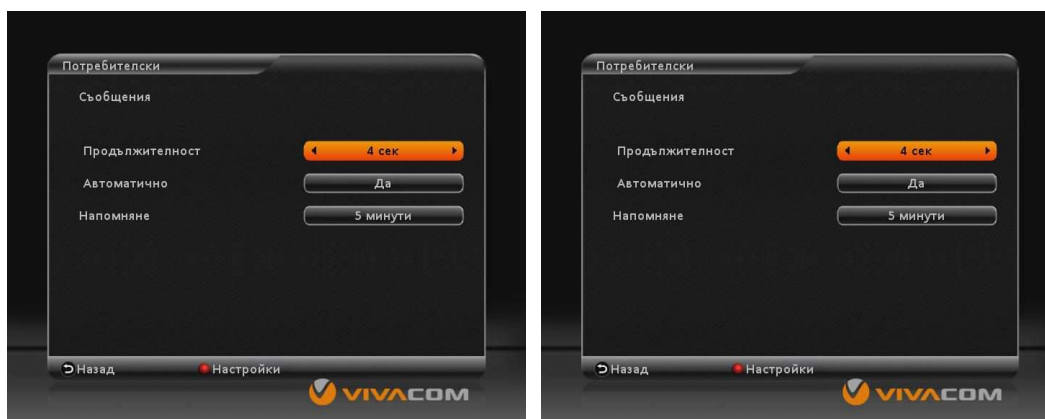 Потребителски
Съобщения
Продължителност 4 сек
Автоматично Да
Напомняне 5 минути
Назад Настройки
VIVACOM
Потребителски
Съобщения
Продължителност 4 сек
Автоматично Да
Напомняне 5 минути
Назад Настройки
VIVACOM